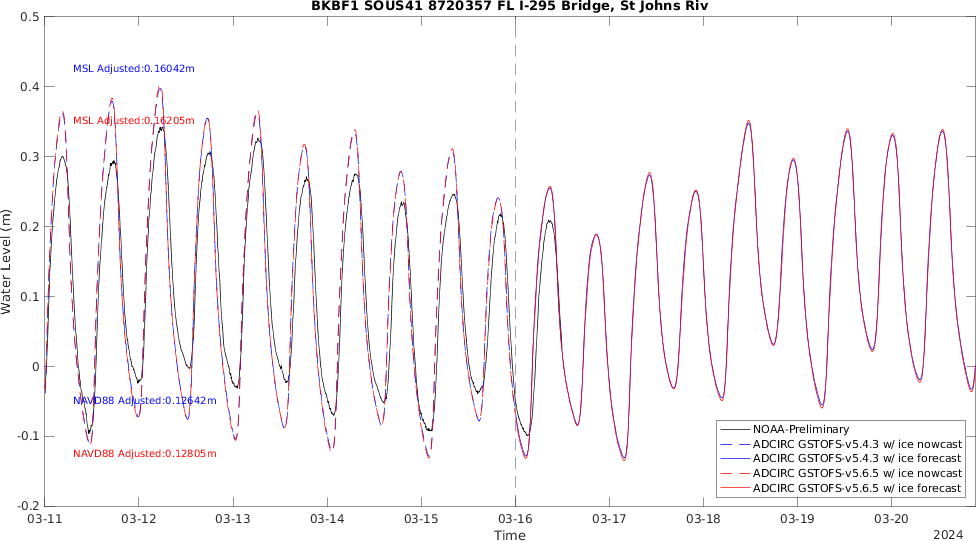 BKBF1 SOUS41 8720357 FL I-295 Bridge, St Johns Riv
0.5
0.4
0.3
0.2
0.1
0
-0.1
-0.2
Water Level (m)
MSL Adjusted:0.16042m
MSL Adjusted:0.16205m
NAVD88 Adjusted:0.12642m
NAVD88 Adjusted:0.12805m
NOAA-Preliminary
ADCIRC GSTOFS-v5.4.3 w/ ice nowcast
ADCIRC GSTOFS-v5.4.3 w/ ice forecast
ADCIRC GSTOFS-v5.6.5 w/ ice nowcast
ADCIRC GSTOFS-v5.6.5 w/ ice forecast
03-11 03-12 03-13 03-14 03-15 03-16 03-17 03-18 03-19 03-20
Time
2024